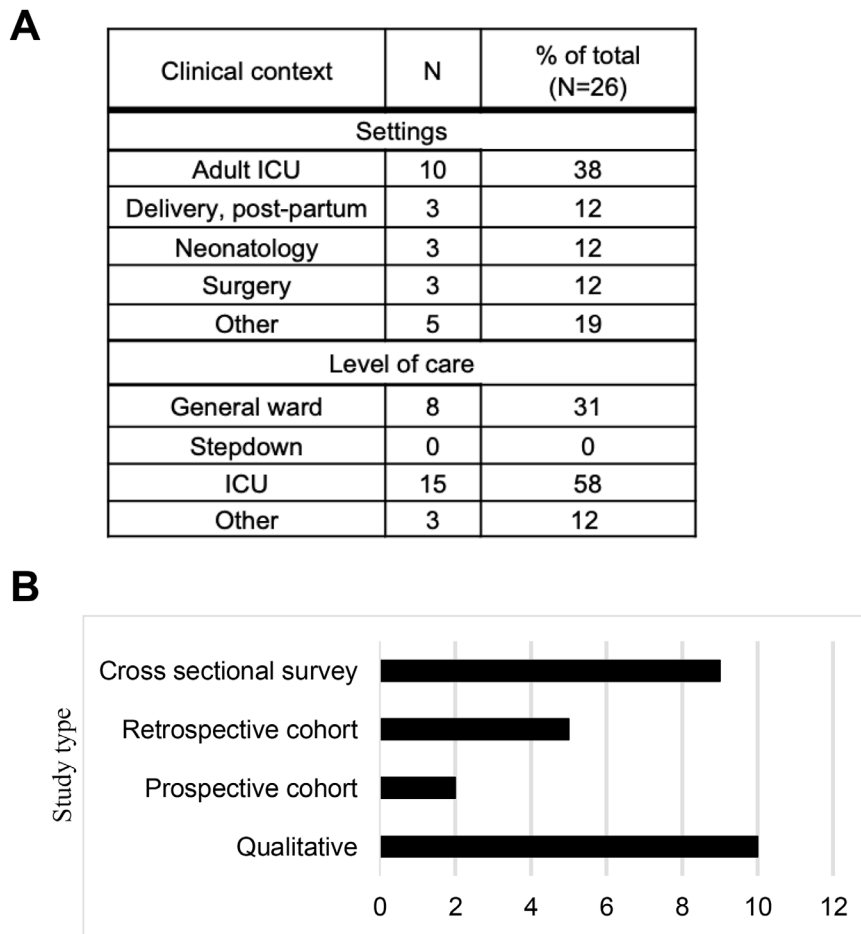 A
Clinical context N % of total
(N=26)
Settings
Adult ICU 10 38
Delivery, post-partum 3 12
Neonatology 3 12
Surgery 3 12
Other 5 19
Level of care
General ward 8 31
Stepdown 0 0
ICU 15 58
Other 3 12
B
Study type
Cross sectional survey
Retrospective cohort
Prospective cohort
Qualitative
0 2 4 6 8 10 12